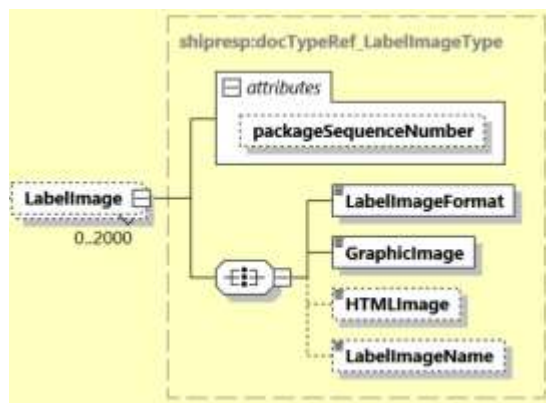 shipresp:docTypeRef_LabelImageType
attributes
packageSequenceNumber
LabelImage
0..2000
LabelImageFormat
GraphicImage
HTMLImage
LabelImageName